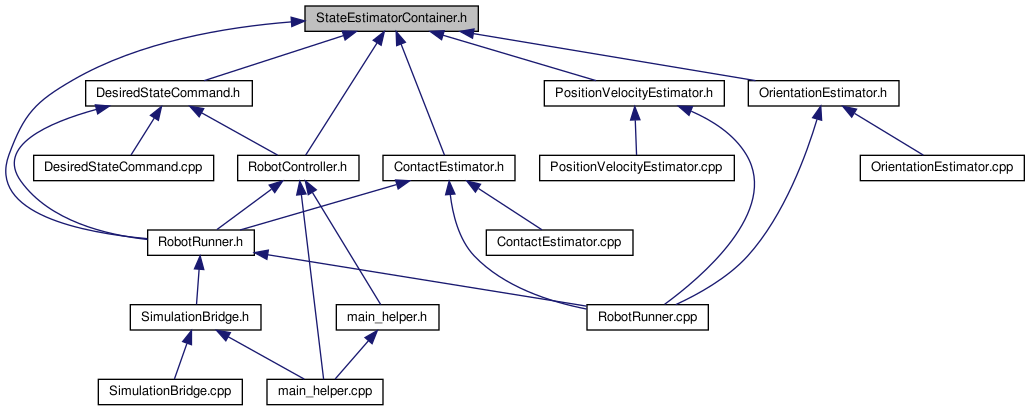 StateEstimatorContainer.h
DesiredStateCommand.h
PositionVelocityEstimator.h
OrientationEstimator.h
DesiredStateCommand.cpp
RobotController.h
ContactEstimator.h
PositionVelocityEstimator.cpp
OrientationEstimator.cpp
RobotRunner.h
ContactEstimator.cpp
SimulationBridge.h
main_helper.h
RobotRunner.cpp
SimulationBridge.cpp
main_helper.cpp